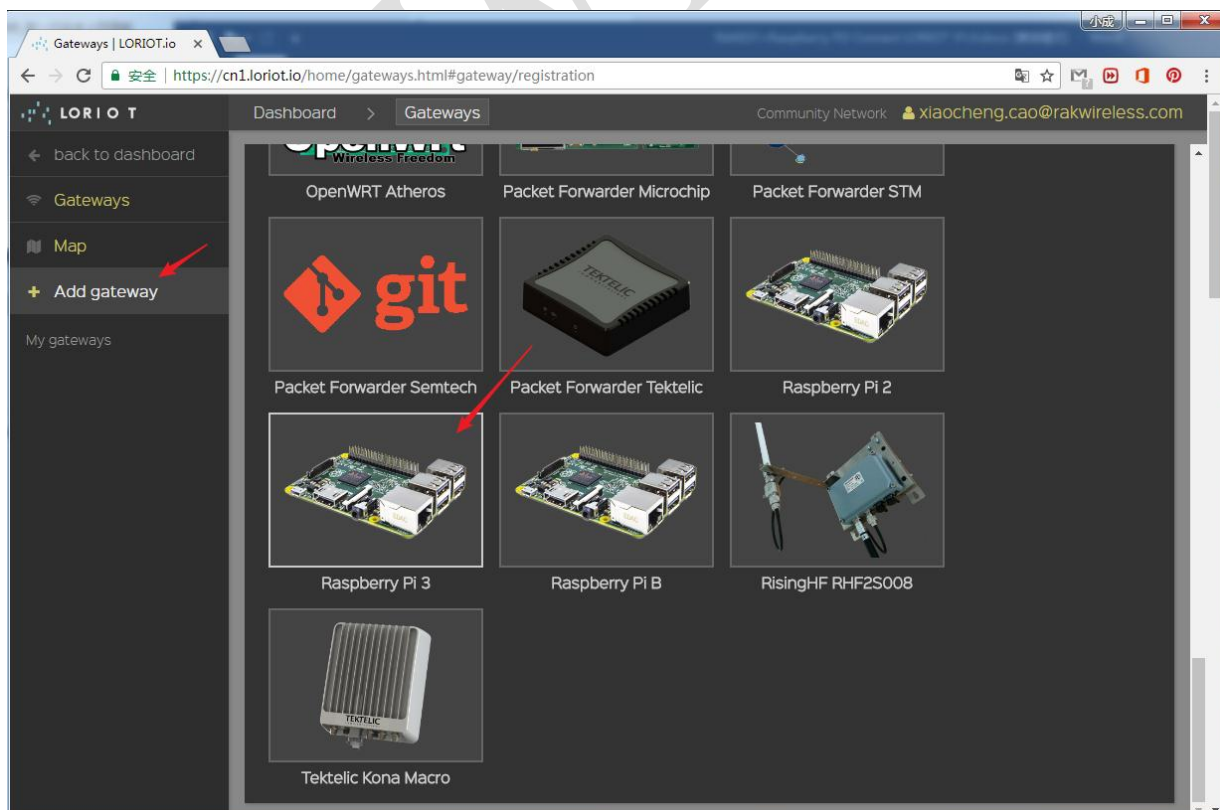 小成
Gateways | LORIOT.io
安全 | https://cn1.loriot.io/home/gateways.html#gateway/registration
LORIOT
Dashboard > Gateways
Community Network xiaocheng.cao@rakwireless.com
back to dashboard
Gateways
Map
Add gateway
My gateways
Wireless Freedom
OpenWRT Atheros
Packet Forwarder Microchip
Packet Forwarder STM
git
TEKTELIC
Packet Forwarder Semtech
Packet Forwarder Tektelic
Raspberry Pi 2
Raspberry Pi 3
Raspberry Pi B
RisingHF RHF2S008
TEKTELIC
Tektelic Kona Macro